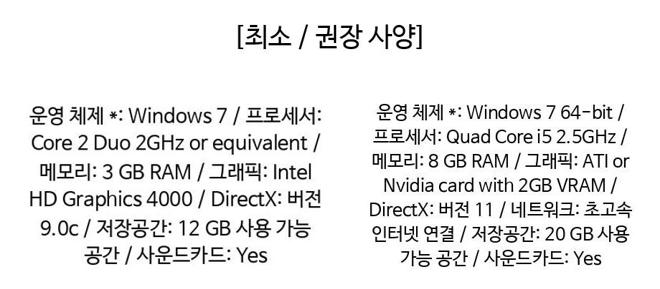 [최소 / 권장 사양]
운영 체제 *: Windows 7 / 프로세서:
Core 2 Duo 2GHz or equivalent /
메모리: 3 GB RAM / 그래픽: Intel
HD Graphics 4000 / DirectX: 버전
9.0c / 저장공간: 12 GB 사용 가능
공간 / 사운드카드: Yes
운영 체제 *: Windows 7 64-bit /
프로세서: Quad Core i5 2.5GHz /
메모리: 8 GB RAM / 그래픽: ATI or
Nvidia card with 2GB VRAM /
DirectX: 버전 11 / 네트워크: 초고속
인터넷 연결 / 저장공간: 20 GB 사용
가능 공간 / 사운드카드: Yes